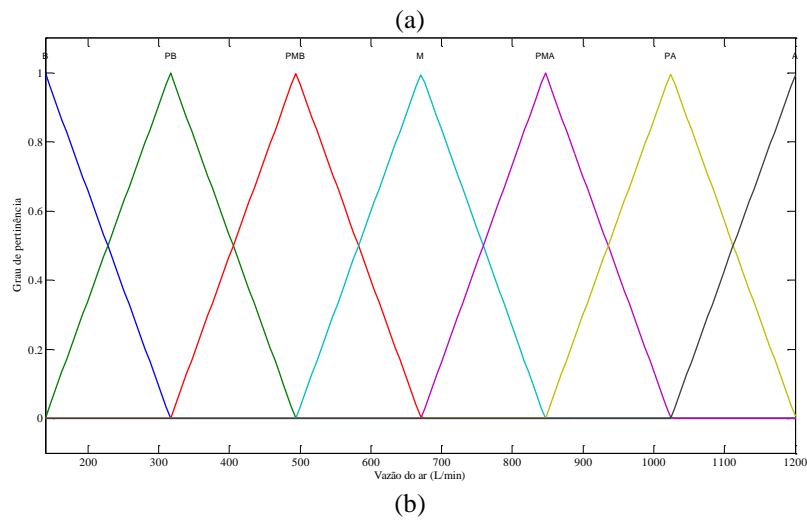 (a)
B PB PMB M PMA PA A
1
0.8
0.6
0.4
0.2
0
Grau de pertinência
200 300 400 500 600 700 800 900 1000 1100 1200
Vazão do ar (L/min)
(b)